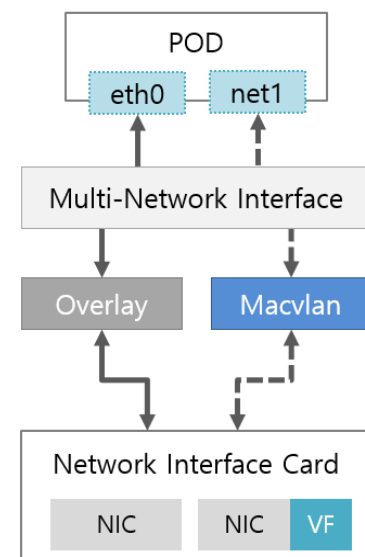 POD
eth0
net1
Multi-Network Interface
Overlay
Macvlan
Network Interface Card
NIC
NIC
VF